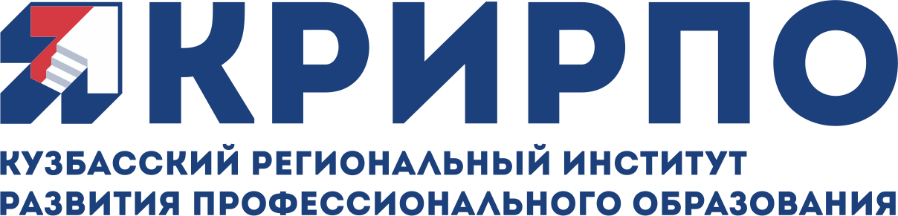 КРИРПО
КУЗБАССКИЙ РЕГИОНАЛЬНЫЙ ИНСТИТУТ
РАЗВИТИЯ ПРОФЕССИОНАЛЬНОГО ОБРАЗОВАНИЯ